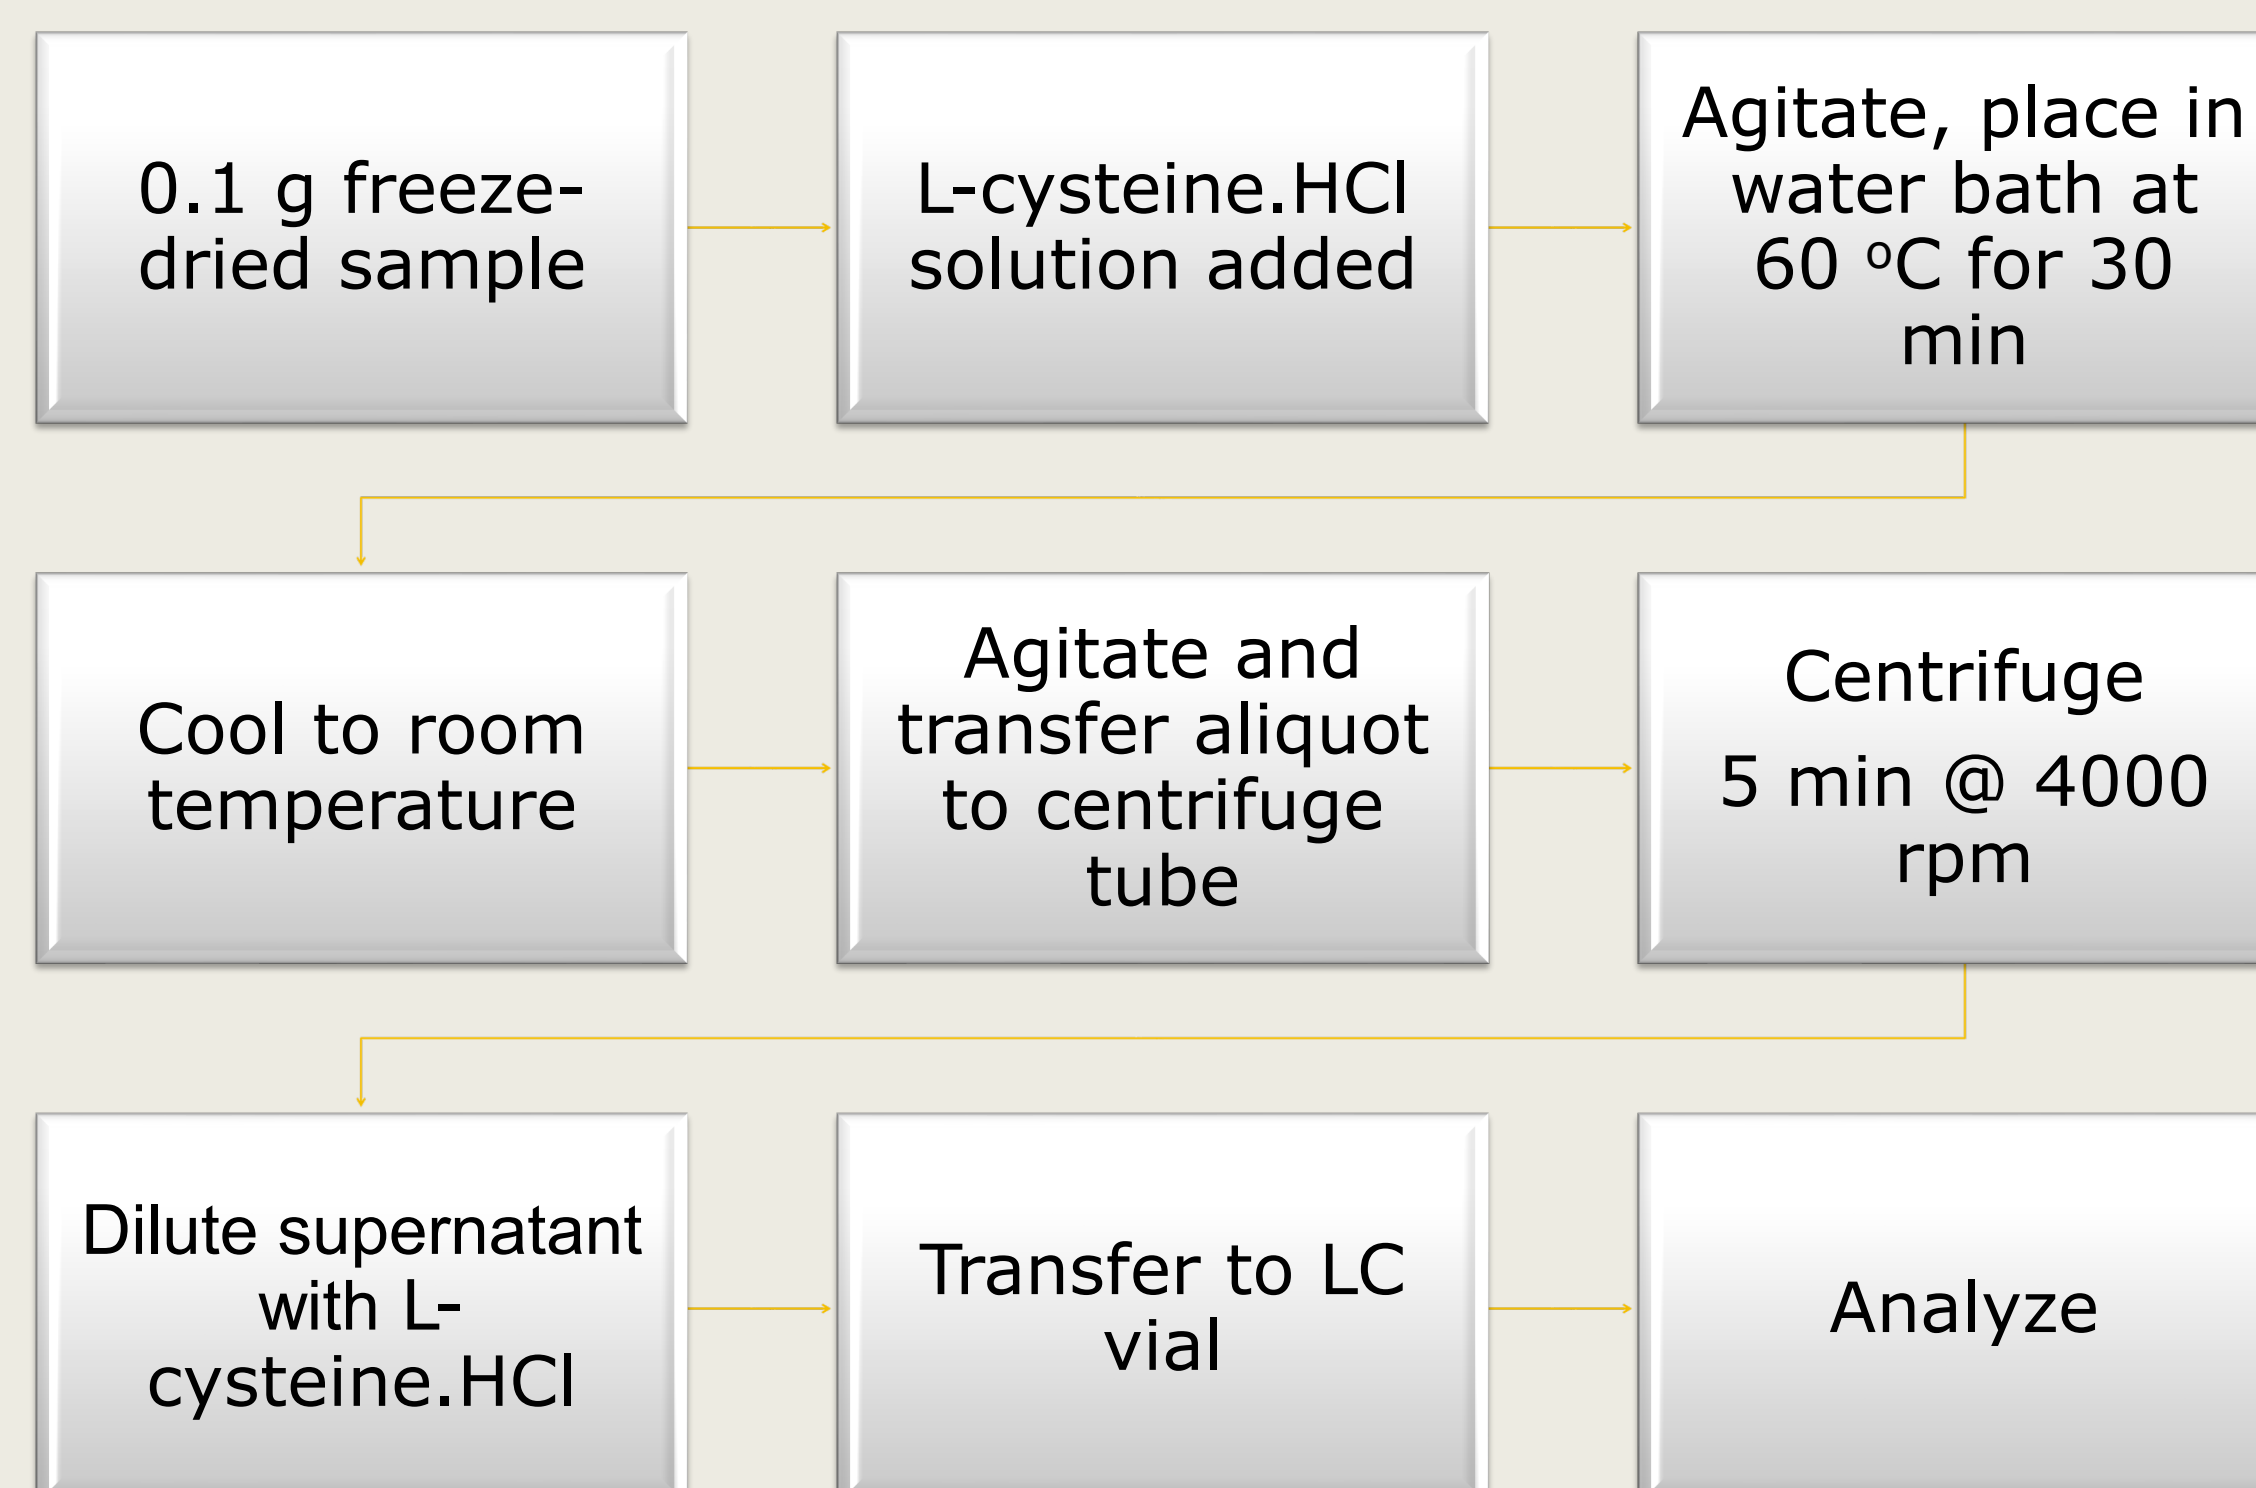 0.1 g freeze-
dried sample
L-cysteine.HCl
solution added
Agitate, place in
water bath at
60 ºC for 30
min
Cool to room
temperature
Agitate and
transfer aliquot
to centrifuge
tube
Centrifuge
5 min @ 4000
rpm
Dilute supernatant
with L-
cysteine.HCl
Transfer to LC
vial
Analyze